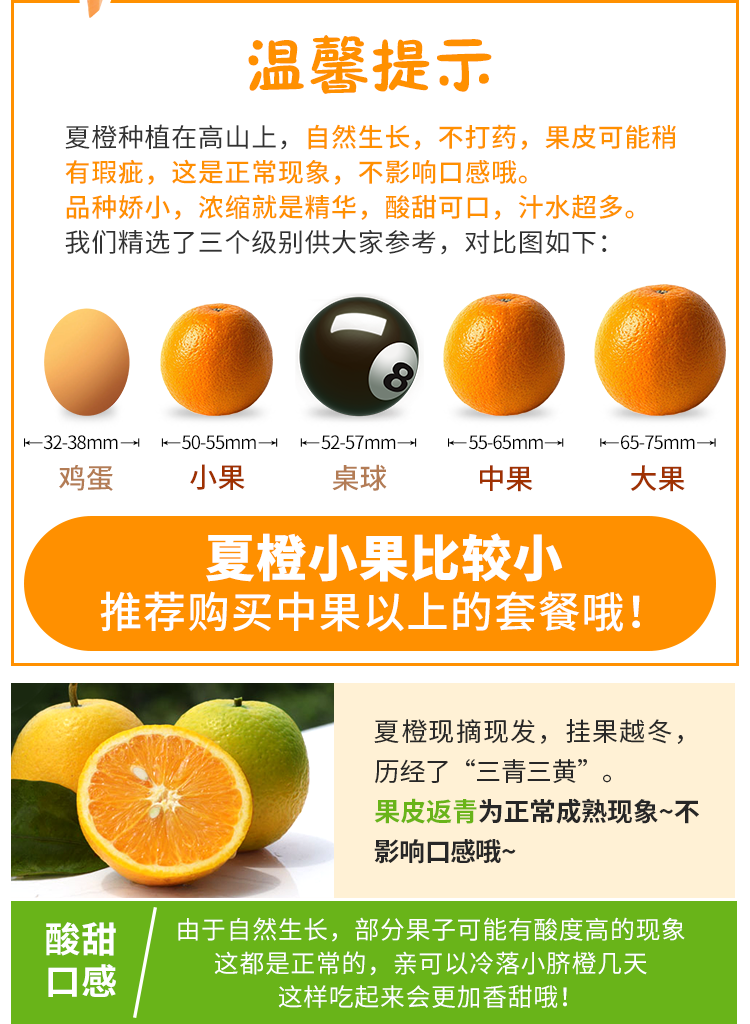 温馨提示
夏橙种植在高山上，自然生长，不打药，果皮可能稍
有瑕疵，这是正常现象，不影响口感哦。
品种娇小，浓缩就是精华，酸甜可口，汁水超多。
我们精选了三个级别供大家参考，对比图如下：
8
32-38mm 50-55mm 52-57mm 55-65mm 65-75mm
鸡蛋 小果 桌球 中果 大果
夏橙小果比较小
推荐购买中果以上的套餐哦！
夏橙现摘现发，挂果越冬，
历经了“三青三黄”。
果皮返青为正常成熟现象~不
影响口感哦~
酸甜
口感
由于自然生长，部分果子可能有酸度高的现象
这都是正常的，亲可以冷落小脐橙几天
这样吃起来会更加香甜哦！